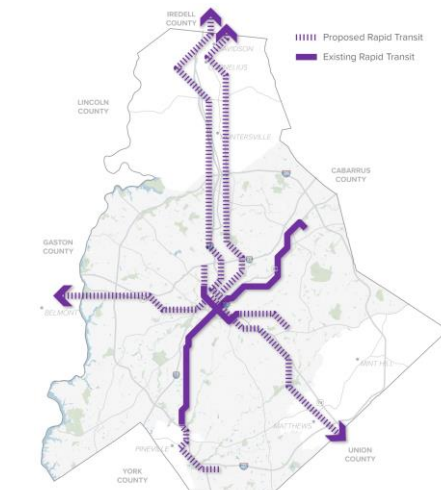 IREDELL
COUNTY
Proposed Rapid Transit
Existing Rapid Transit
DAVIDSON
CORNELIUS
LINCOLN
COUNTY
HUNTERSVILLE
CABARRUS
COUNTY
GASTON
COUNTY
BELMONT
MINT HILL
MATTHEWS
PINEVILLE
UNION
COUNTY
YORK
COUNTY